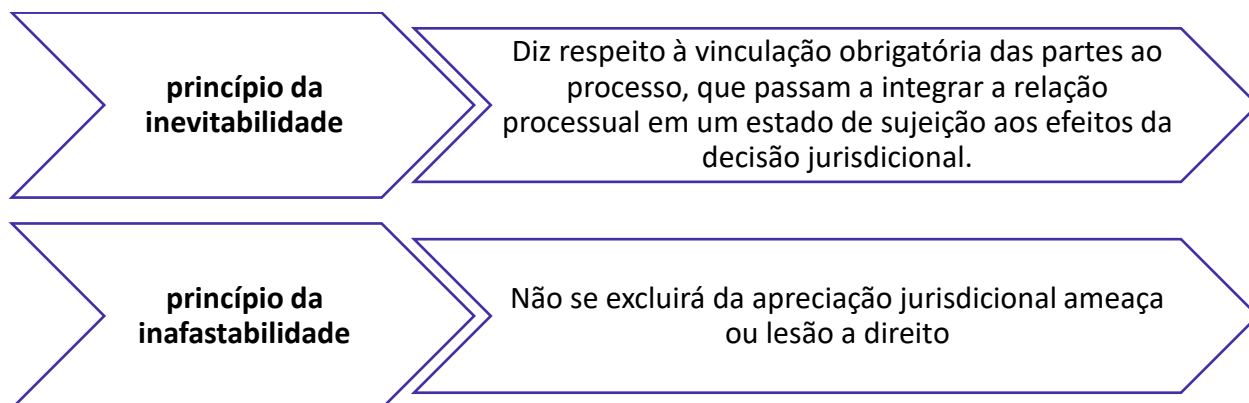 princípio da
inevitabilidade
Diz respeito à vinculação obrigatória das partes ao
processo, que passam a integrar a relação
processual em um estado de sujeição aos efeitos da
decisão jurisdicional.
princípio da
inafastabilidade
Não se excluirá da apreciação jurisdicional ameaça
ou lesão a direito